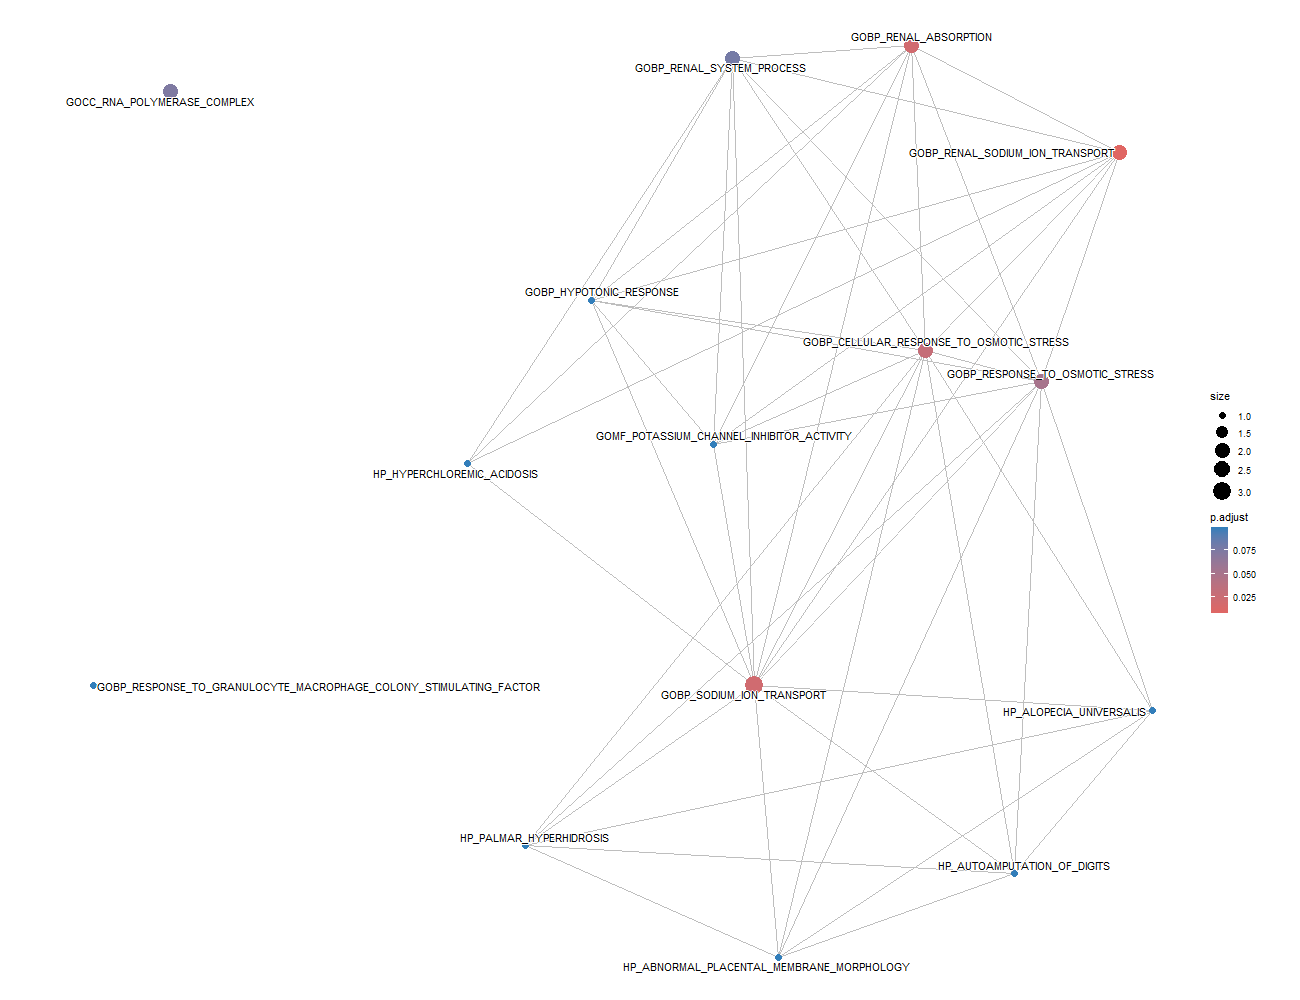 GOBP_RENAL_ABSORPTION
GOBP_RENAL_SYSTEM_PROCESS
GOCC_RNA_POLYMERASE_COMPLEX
GOBP_RENAL_SODIUM_ION_TRANSPORT
GOBP_HYPOTONIC_RESPONSE
GOBP_CELLULAR_RESPONSE_TO_OSMOTIC_STRESS
GOBP_RESPONSE_TO_OSMOTIC_STRESS
GOMF_POTASSIUM_CHANNEL_INHIBITOR_ACTIVITY
HP_HYPERCHLOREMIC_ACIDOSIS
GOBP_RESPONSE_TO_GRANULOCYTE_MACROPHAGE_COLONY_STIMULATING_FACTOR
GOBP_SODIUM_ION_TRANSPORT
HP_ALOPECIA_UNIVERSALIS
HP_PALMAR_HYPERHIDROSIS
HP_AUTOAMPUTATION_OF_DIGITS
HP_ABNORMAL_PLACENTAL_MEMBRANE_MORPHOLOGY
size
1.0
1.5
2.0
2.5
3.0
p.adjust
0.075
0.050
0.025